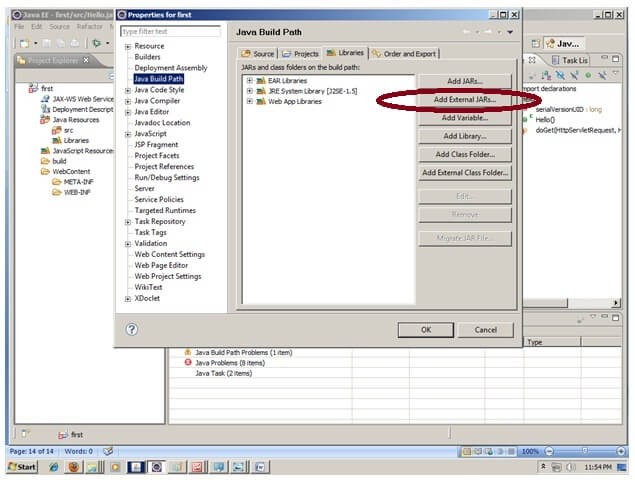 Java EE - first/src/Hello.ja
File Edit Source Refactor
Project Explorer
first
JAX-WS Web Service
Deployment Descript
Java Resources
src
Libraries
JavaScript Resources
build
WebContent
META-INF
WEB-INF
Properties for first
type filter text
Resource
Builders
Deployment Assembly
Java Build Path
Java Code Style
Java Compiler
Java Editor
Javadoc Location
JavaScript
JSP Fragment
Project Facets
Project References
Run/Debug Settings
Server
Service Policies
Targeted Runtimes
Task Repository
Task Tags
Validation
Web Content Settings
Web Page Editor
Web Project Settings
WikiText
XDoclet
Java Build Path
Source Projects Libraries Order and Export
JARs and class folders on the build path:
EAR Libraries
JRE System Library [J2SE-1.5]
Web App Libraries
Add JARs...
Add External JARs...
Add Variable...
Add Library...
Add Class Folder...
Add External Class Folder...
Edit...
Remove
Migrate JAR File...
OK Cancel
Jav...
Task Lis
import declarations
serialVersionUID : long
Hello()
doGet(HttpServletRequest, H
Type
Java Build Path Problems (1 item)
Java Problems (8 items)
Java Task (2 items)
first
Page: 14 of 14 Words: 0 100%
Start 11:54 PM